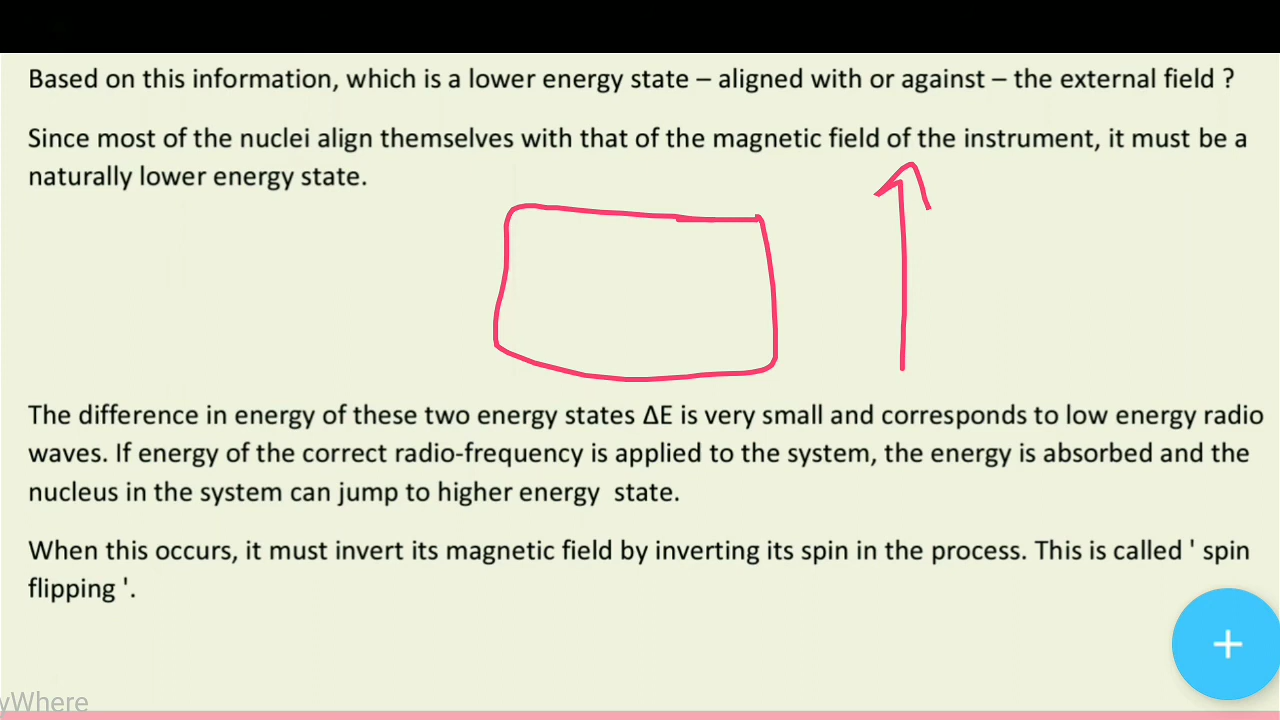 Based on this information, which is a lower energy state – aligned with or against – the external field ?
Since most of the nuclei align themselves with that of the magnetic field of the instrument, it must be a
naturally lower energy state.
The difference in energy of these two energy states ΔE is very small and corresponds to low energy radio
waves. If energy of the correct radio-frequency is applied to the system, the energy is absorbed and the
nucleus in the system can jump to higher energy  state.
When this occurs, it must invert its magnetic field by inverting its spin in the process. This is called ' spin
flipping '.
yWhere